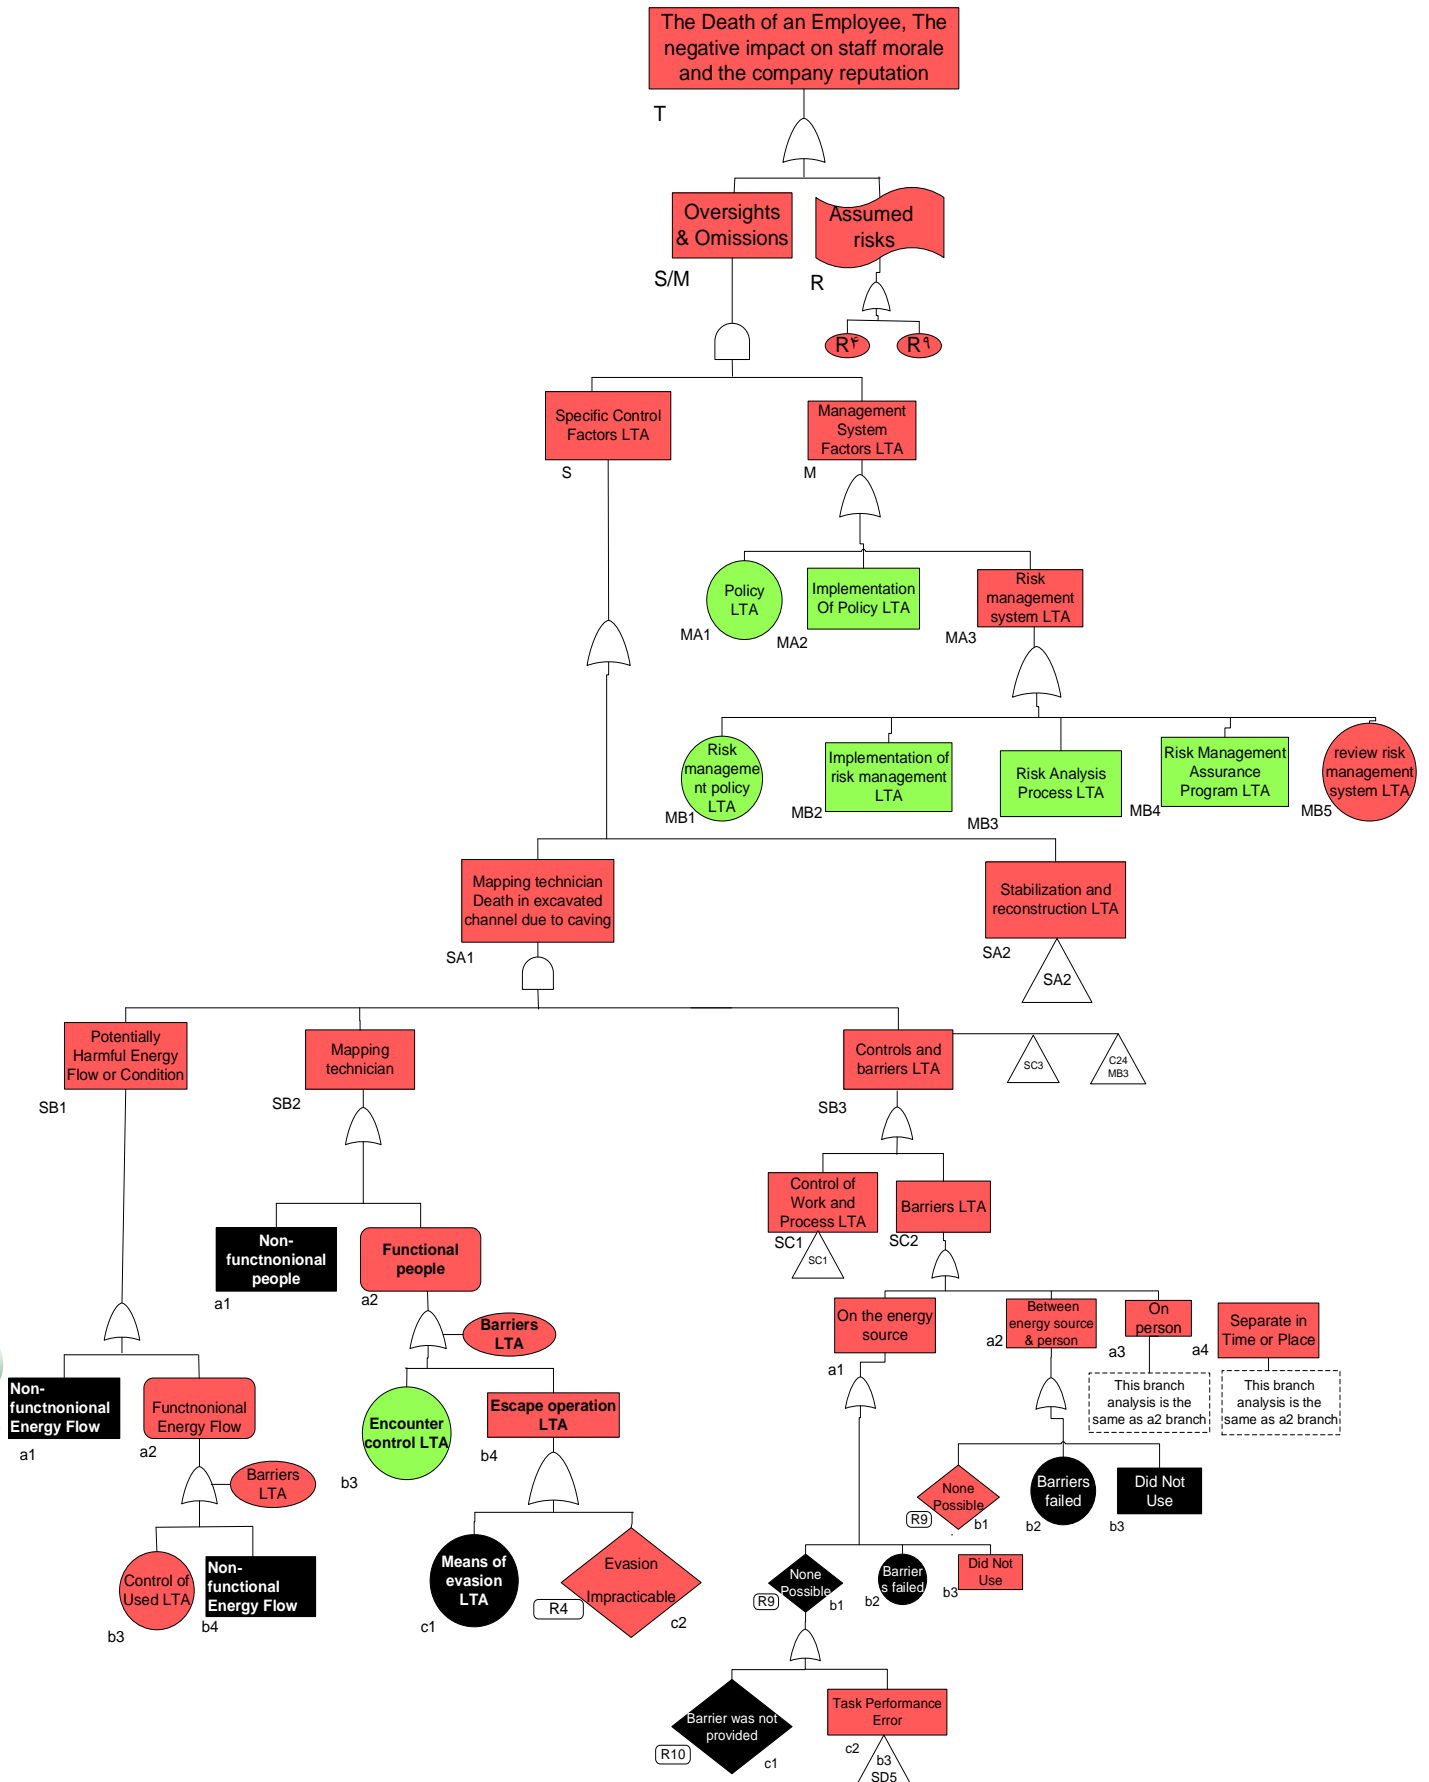 The Death of an Employee, The
negative impact on staff morale
and the company reputation
T
Oversights
& Omissions
S/M
Assumed
risks
R
R۴
R۹
Specific Control
Factors LTA
S
Management
System
Factors LTA
M
Policy
LTA
MA1
Implementation
Of Policy LTA
MA2
Risk
management
system LTA
MA3
Risk
manageme
nt policy
LTA
MB1
Implementation of
risk management
LTA
MB2
Risk Analysis
Process LTA
MB3
Risk Management
Assurance
Program LTA
MB4
review risk
management
system LTA
MB5
Mapping technician
Death in excavated
channel due to caving
SA1
Stabilization and
reconstruction LTA
SA2
SA2
Potentially
Harmful Energy
Flow or Condition
SB1
Mapping
technician
SB2
Controls and
barriers LTA
SB3
SC3
C24
MB3
Control of
Work and
Process LTA
SC1
SC1
Barriers LTA
SC2
Non-
functnonional
people
a1
Functional
people
a2
Barriers
LTA
On the energy
source
a1
Between
energy source
& person
a2
On
person
a3
Separate in
Time or Place
a4
This branch
analysis is the
same as a2 branch
This branch
analysis is the
same as a2 branch
Non-
functnonional
Energy Flow
a1
Functnonional
Energy Flow
a2
Barriers
LTA
Encounter
control LTA
b3
Escape operation
LTA
b4
None
Possible
R9
b1
Barriers
failed
b2
Did Not
Use
b3
Control of
Used LTA
b3
Non-
functional
Energy Flow
b4
Means of
evasion
LTA
c1
Evasion
Impracticable
R4
c2
None
Possible
R9
b1
Barrier
s failed
b2
Did Not
Use
b3
Barrier was not
provided
R10
c1
Task Performance
Error
c2
b3
SD5